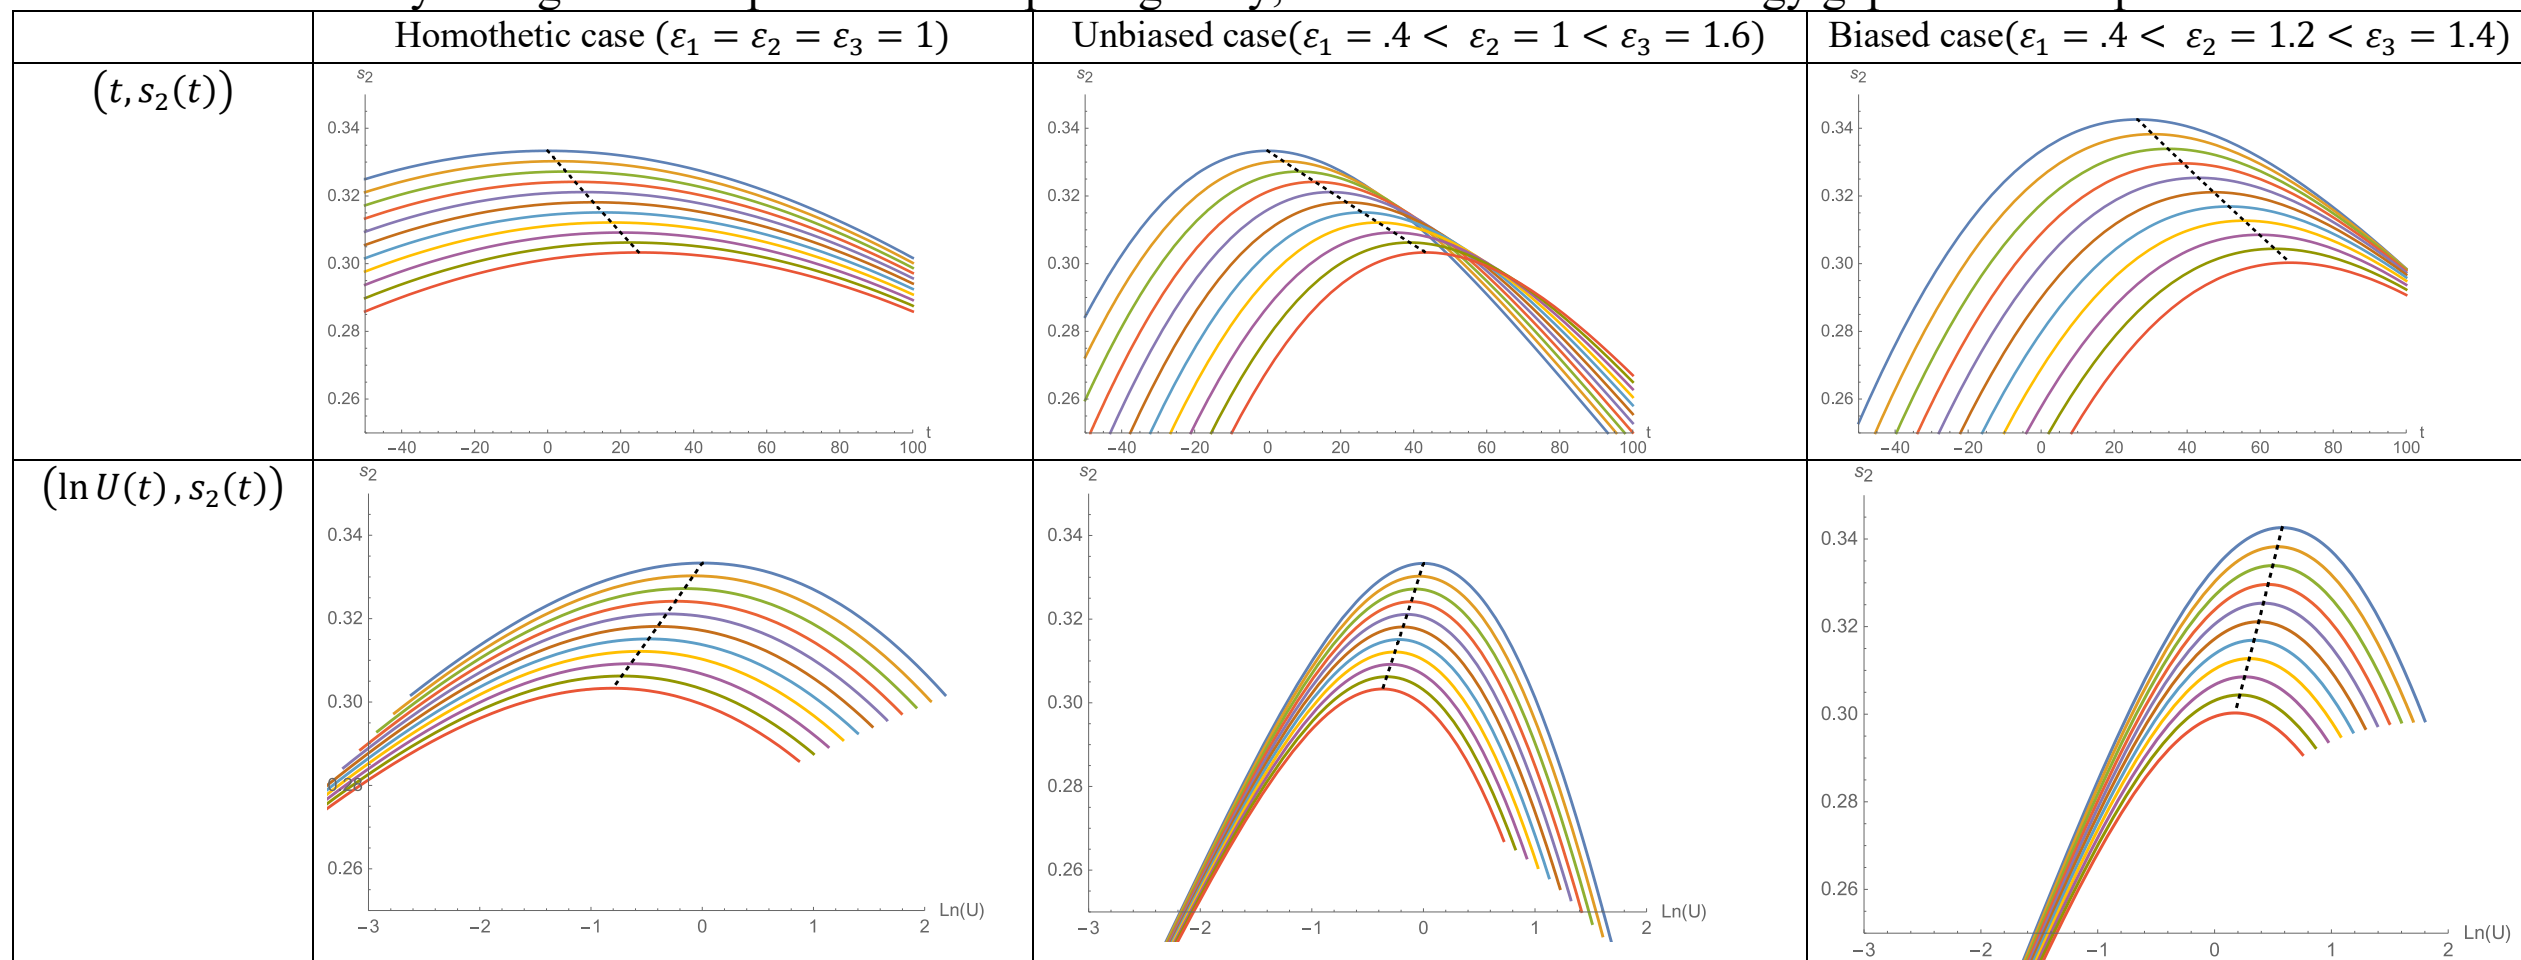 Homothetic case (ε₁ = ε₂ = ε₃ = 1)
Unbiased case(ε₁ = .4 < ε₂ = 1 < ε₃ = 1.6)
Biased case(ε₁ = .4 < ε₂ = 1.2 < ε₃ = 1.4)
(t, s₂(t))
s₂
0.34
0.32
0.30
0.28
0.26
−40 −20 0 20 40 60 80 100 t
s₂
0.34
0.32
0.30
0.28
0.26
−40 −20 0 20 40 60 80 100 t
s₂
0.34
0.32
0.30
0.28
0.26
−40 −20 0 20 40 60 80 100 t
(ln U(t), s₂(t))
s₂
0.34
0.32
0.30
0.28
0.26
−3 −2 −1 0 1 2 Ln(U)
s₂
0.34
0.32
0.30
0.28
0.26
−3 −2 −1 0 1 2 Ln(U)
s₂
0.34
0.32
0.30
0.28
0.26
−3 −2 −1 0 1 2 Ln(U)